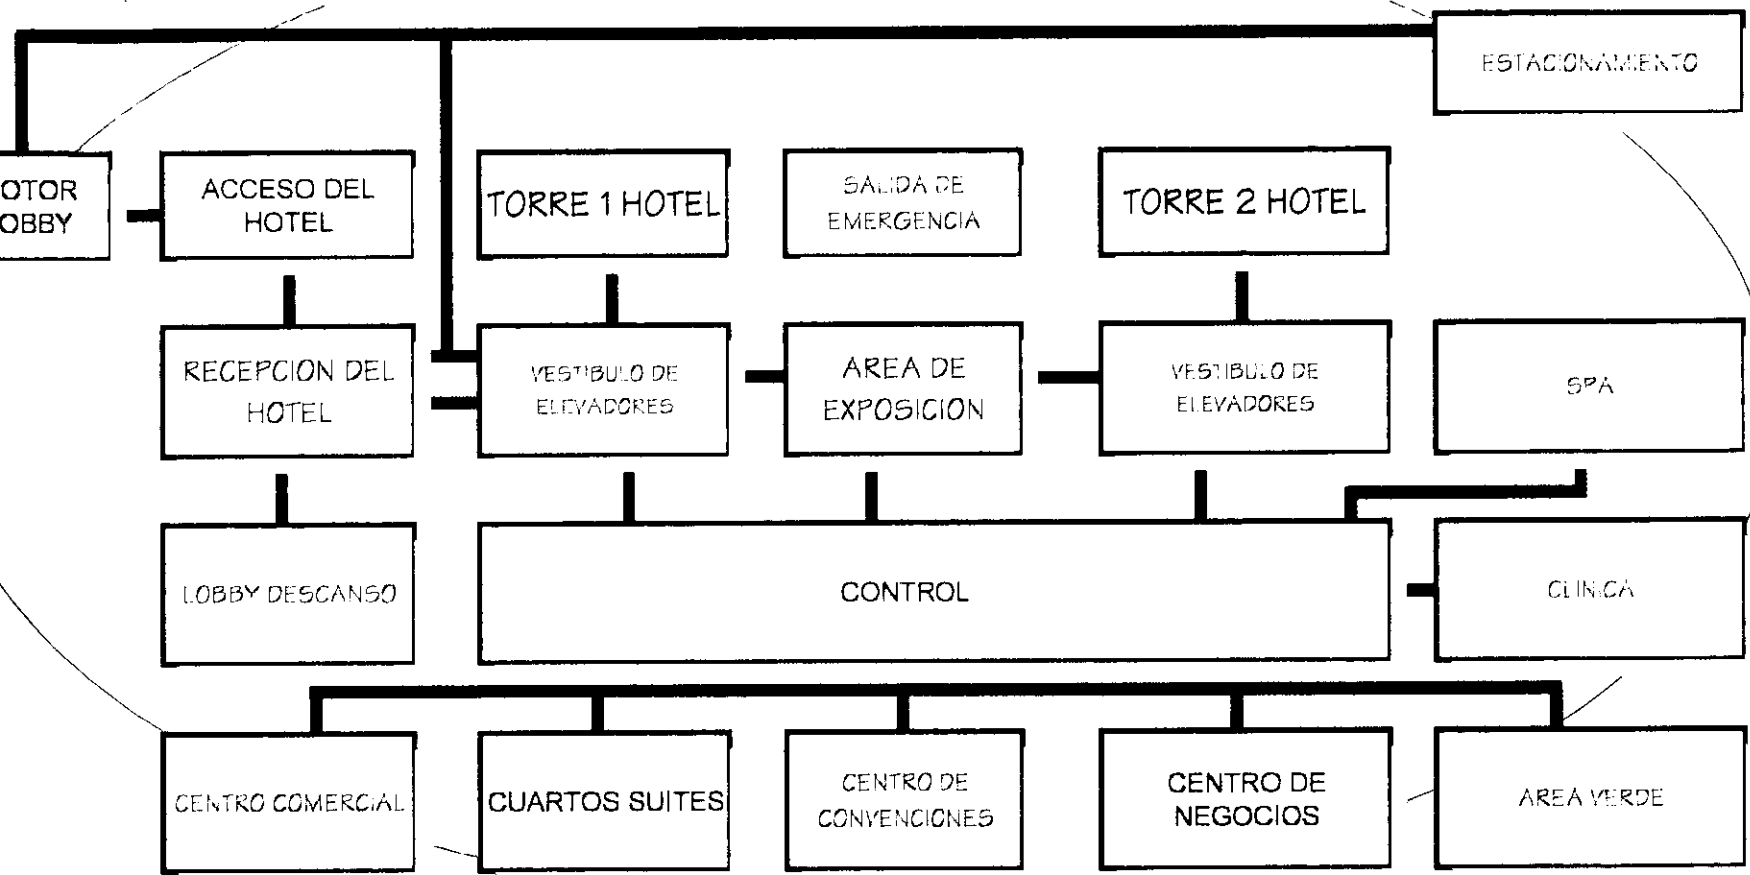 ESTACIONAMIENTO
OTOR
OBBY
ACCESO DEL
HOTEL
TORRE 1 HOTEL
SALIDA DE
EMERGENCIA
TORRE 2 HOTEL
RECEPCION DEL
HOTEL
VESTIBULO DE
ELEVADORES
AREA DE
EXPOSICION
VESTIBULO DE
ELEVADORES
SPA
LOBBY DESCANSO
CONTROL
CLINICA
CENTRO COMERCIAL
CUARTOS SUITES
CENTRO DE
CONVENCIONES
CENTRO DE
NEGOCIOS
AREA VERDE